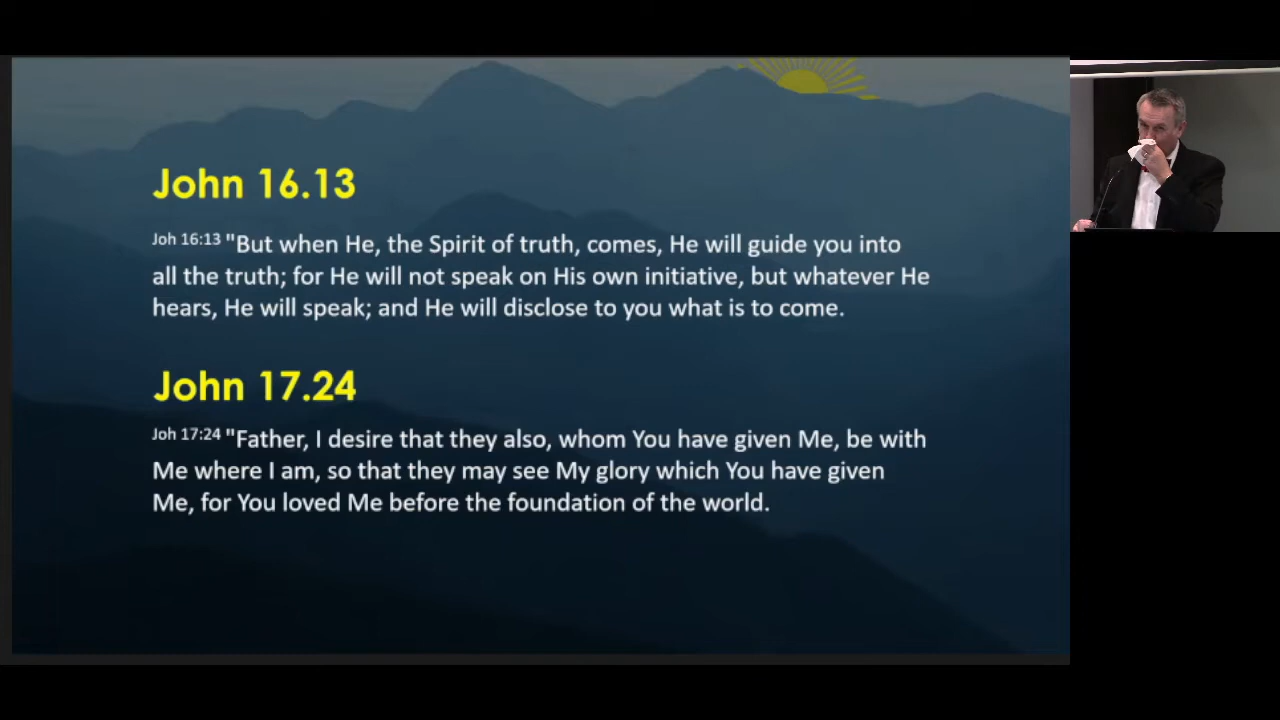 John 16.13
Joh 16:13 "But when He, the Spirit of truth, comes, He will guide you into
all the truth; for He will not speak on His own initiative, but whatever He
hears, He will speak; and He will disclose to you what is to come.
John 17.24
Joh 17:24 "Father, I desire that they also, whom You have given Me, be with
Me where I am, so that they may see My glory which You have given
Me, for You loved Me before the foundation of the world.